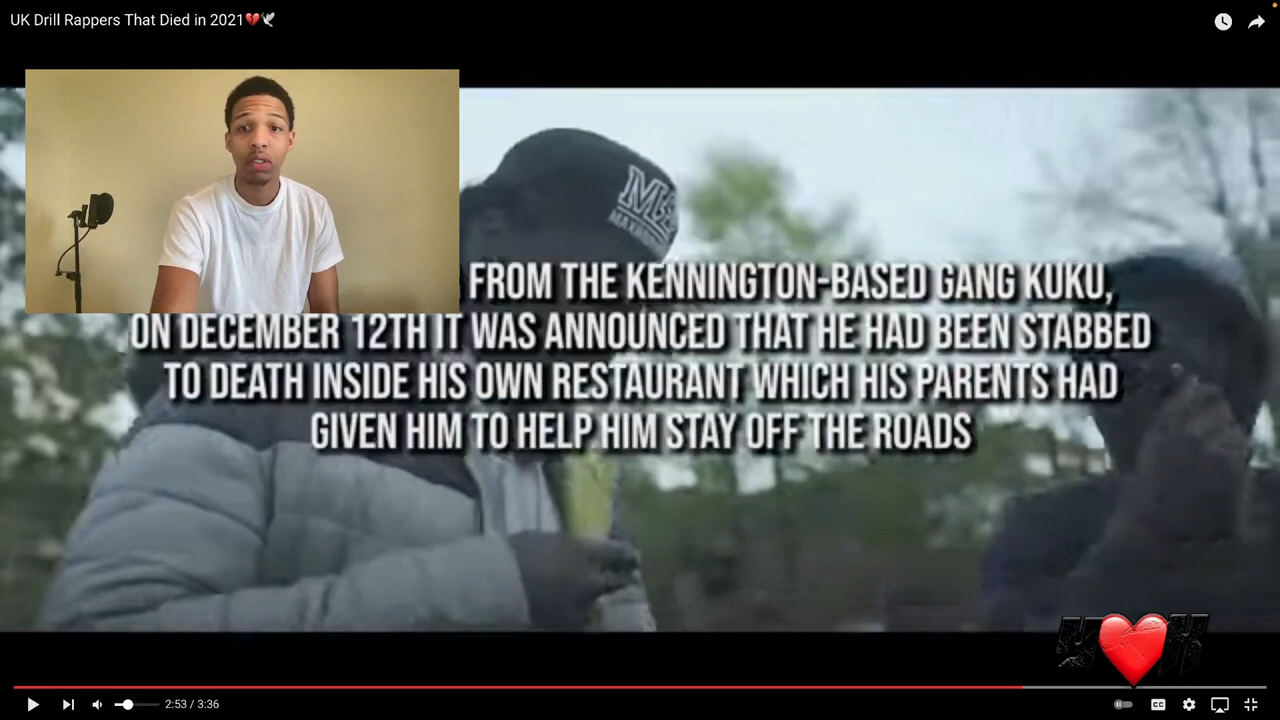 UK Drill Rappers That Died in 2021💔🕊
FROM THE KENNINGTON-BASED GANG KUKU,
ON DECEMBER 12TH IT WAS ANNOUNCED THAT HE HAD BEEN STABBED
TO DEATH INSIDE HIS OWN RESTAURANT WHICH HIS PARENTS HAD
GIVEN HIM TO HELP HIM STAY OFF THE ROADS
2:53 / 3:36
CC